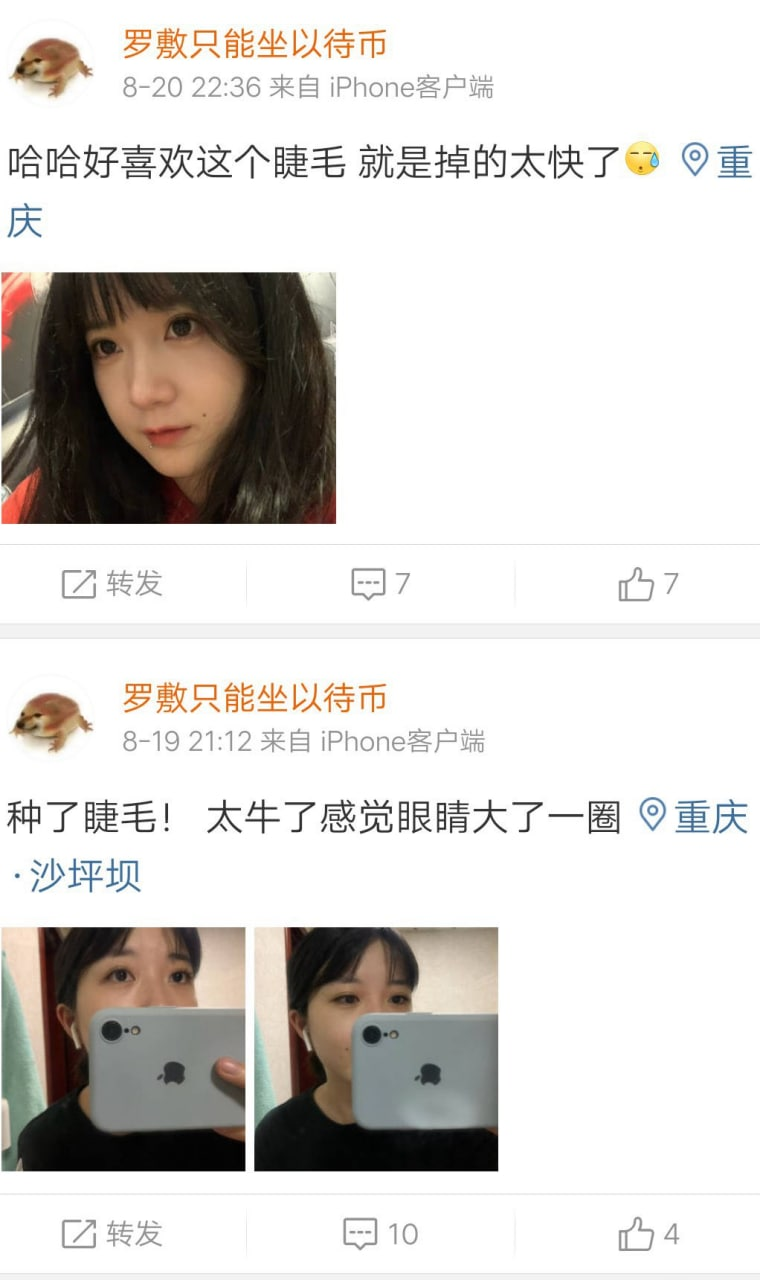 罗敷只能坐以待币
8-20 22:36 来自 iPhone客户端
哈哈好喜欢这个睫毛 就是掉的太快了 重
庆
转发 7 7
罗敷只能坐以待币
8-19 21:12 来自 iPhone客户端
种了睫毛！ 太牛了感觉眼睛大了一圈 重庆
·沙坪坝
转发 10 4